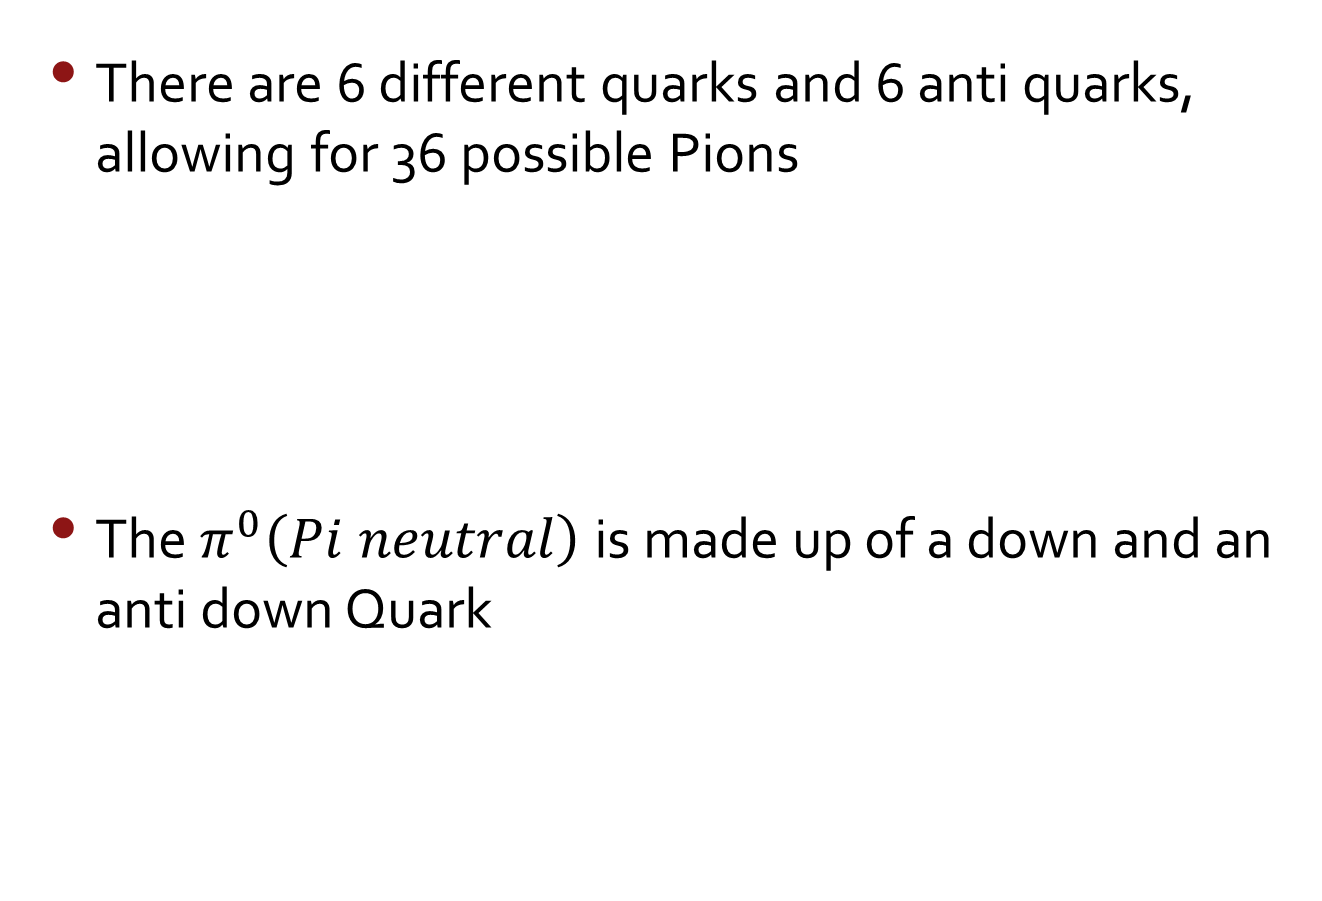 • There are 6 different quarks and 6 anti quarks,
allowing for 36 possible Pions
• The π⁰(Pi neutral) is made up of a down and an
anti down Quark